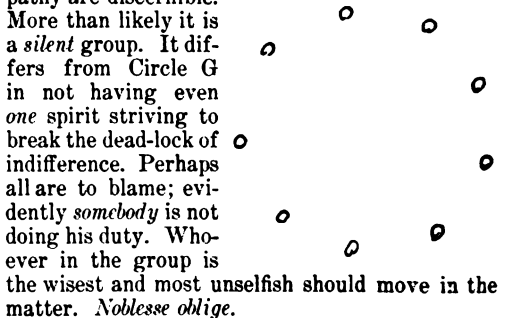 More than likely it is
a silent group. It dif-
fers from Circle G
in not having even
one spirit striving to
break the dead-lock of
indifference. Perhaps
all are to blame; evi-
dently somebody is not
doing his duty. Who-
ever in the group is
the wisest and most unselfish should move in the
matter. Noblesse oblige.